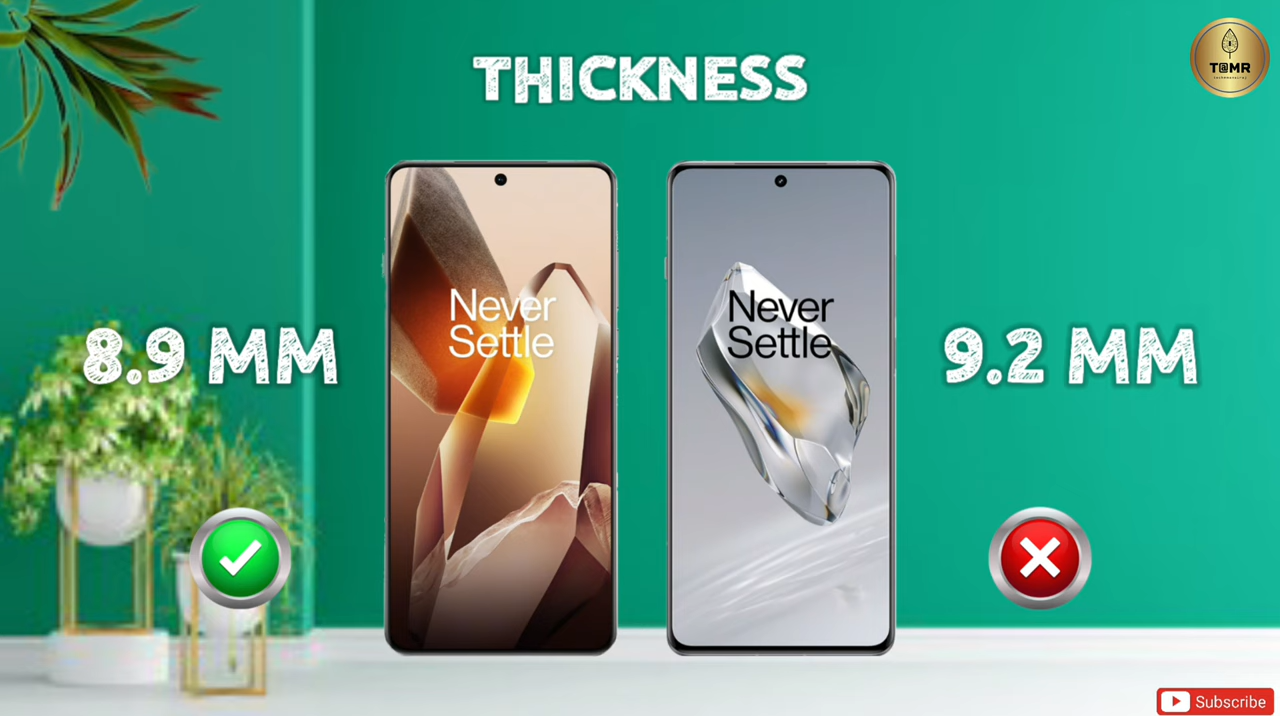 THICKNESS
T@MR
Never
Settle
Never
Settle
8.9 MM
9.2 MM
Subscribe